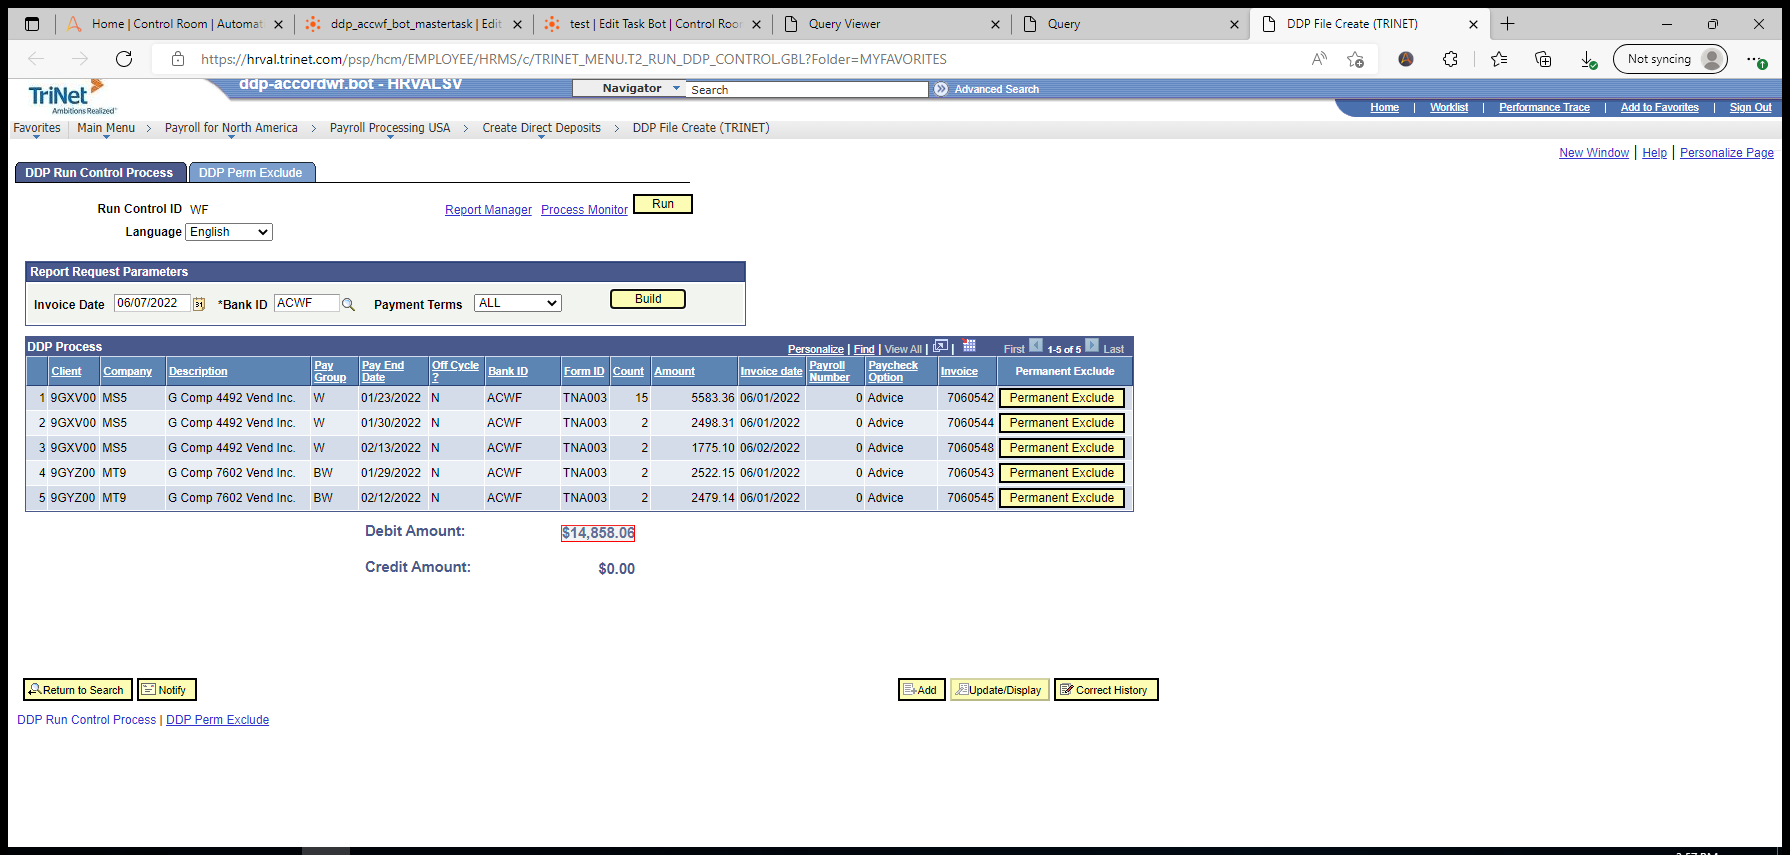 Home | Control Room | Automat
ddp_accwf_bot_mastertask | Edit
test | Edit Task Bot | Control Roo
Query Viewer
Query
DDP File Create (TRINET)
https://hrval.trinet.com/psp/hcm/EMPLOYEE/HRMS/c/TRINET_MENU.T2_RUN_DDP_CONTROL.GBL?Folder=MYFAVORITES
Not syncing
TriNet
Ambitions Realized
ddp-accordwf.bot - HRVALSV
Navigator
Search
Advanced Search
Home | Worklist | Performance Trace | Add to Favorites | Sign Out
Favorites Main Menu > Payroll for North America > Payroll Processing USA > Create Direct Deposits > DDP File Create (TRINET)
New Window | Help | Personalize Page
DDP Run Control Process DDP Perm Exclude
Run Control ID WF Report Manager Process Monitor Run
Language English
Report Request Parameters
Invoice Date 06/07/2022 31 *Bank ID ACWF Payment Terms ALL Build
DDP Process Personalize | Find | View All | | First 1-5 of 5 Last
Client Company Description Pay Group Pay End Date Off Cycle ? Bank ID Form ID Count Amount Invoice date Payroll Number Paycheck Option Invoice Permanent Exclude
1 9GXV00 MS5 G Comp 4492 Vend Inc. W 01/23/2022 N ACWF TNA003 15 5583.36 06/01/2022 0 Advice 7060542 Permanent Exclude
2 9GXV00 MS5 G Comp 4492 Vend Inc. W 01/30/2022 N ACWF TNA003 2 2498.31 06/01/2022 0 Advice 7060544 Permanent Exclude
3 9GXV00 MS5 G Comp 4492 Vend Inc. W 02/13/2022 N ACWF TNA003 2 1775.10 06/02/2022 0 Advice 7060548 Permanent Exclude
4 9GYZ00 MT9 G Comp 7602 Vend Inc. BW 01/29/2022 N ACWF TNA003 2 2522.15 06/01/2022 0 Advice 7060543 Permanent Exclude
5 9GYZ00 MT9 G Comp 7602 Vend Inc. BW 02/12/2022 N ACWF TNA003 2 2479.14 06/01/2022 0 Advice 7060545 Permanent Exclude
Debit Amount: $14,858.06
Credit Amount: $0.00
Return to Search Notify Add Update/Display Correct History
DDP Run Control Process | DDP Perm Exclude